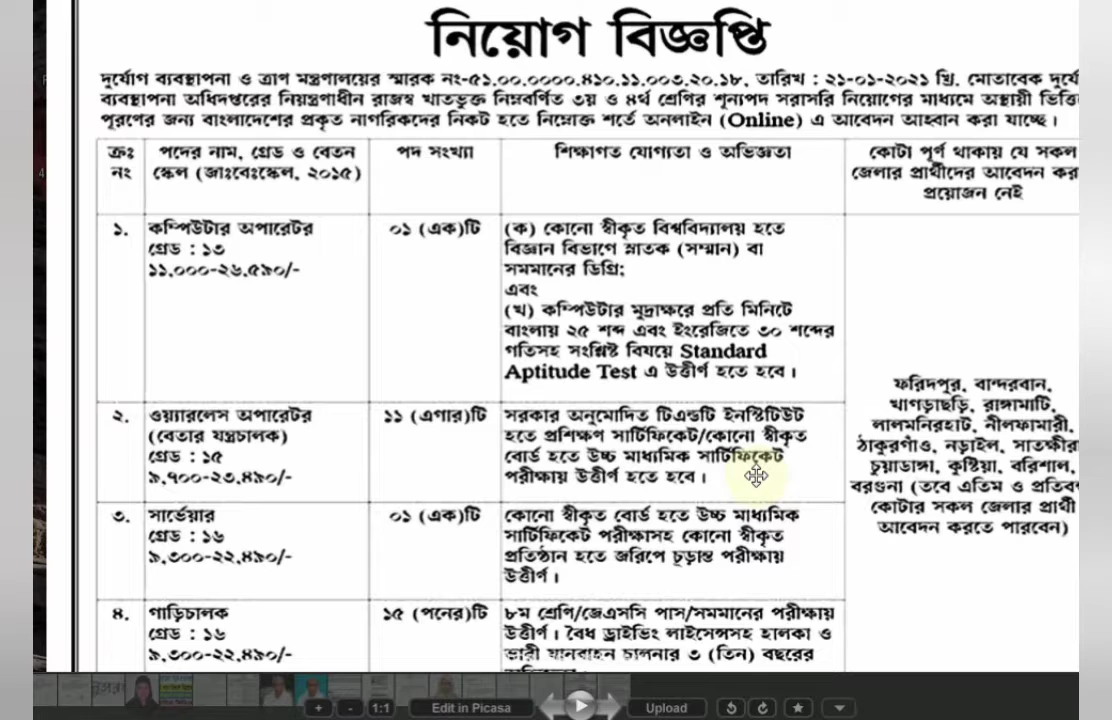 নিয়োগ বিজ্ঞপ্তি
দুর্যোগ ব্যবস্থাপনা ও ত্রাণ মন্ত্রণালয়ের স্মারক নং-৫১.০০.০০০০.৪১০.১১.০০৩.২০.১৮, তারিখ : ২১-০১-২০২১ খ্রি. মোতাবেক
ব্যবস্থাপনা অধিদপ্তরের নিয়ন্ত্রণাধীন রাজস্ব খাতভুক্ত নিম্নবর্ণিত ৩য় ও ৪র্থ শ্রেণির শূন্যপদ সরাসরি নিয়োগের মাধ্যমে অস্থায়ী
পূরণের জন্য বাংলাদেশের প্রকৃত নাগরিকদের নিকট হতে নিম্নোক্ত শর্তে অনলাইন (Online) এ আবেদন আহ্বান করা যাচ্ছে।
ক্রঃ
নং
পদের নাম, গ্রেড ও বেতন
স্কেল (জাঃবেঃস্কেল, ২০১৫)
পদ সংখ্যা
শিক্ষাগত যোগ্যতা ও অভিজ্ঞতা
কোটা পূর্ণ থাকায় যে সকল
জেলার প্রার্থীদের আবেদন কর
প্রয়োজন নেই
১.
কম্পিউটার অপারেটর
গ্রেড : ১৩
১১,০০০-২৬,৫৯০/-
০১ (এক)টি
(ক) কোনো স্বীকৃত বিশ্ববিদ্যালয় হতে
বিজ্ঞান বিভাগে স্নাতক (সম্মান) বা
সমমানের ডিগ্রি;
এবং
(খ) কম্পিউটার মুদ্রাক্ষরে প্রতি মিনিটে
বাংলায় ২৫ শব্দ এবং ইংরেজিতে ৩০ শব্দের
গতিসহ সংশ্লিষ্ট বিষয়ে Standard
Aptitude Test এ উত্তীর্ণ হতে হবে।
২.
ওয়্যারলেস অপারেটর
(বেতার যন্ত্রচালক)
গ্রেড : ১৫
৯,৭০০-২৩,৪৯০/-
১১ (এগার)টি
সরকার অনুমোদিত টিএন্ডটি ইনস্টিটিউট
হতে প্রশিক্ষণ সার্টিফিকেট/কোনো স্বীকৃত
বোর্ড হতে উচ্চ মাধ্যমিক সার্টিফিকেট
পরীক্ষায় উত্তীর্ণ হতে হবে।
৩.
সার্ভেয়ার
গ্রেড : ১৬
৯,৩০০-২২,৪৯০/-
০১ (এক)টি
কোনো স্বীকৃত বোর্ড হতে উচ্চ মাধ্যমিক
সার্টিফিকেট পরীক্ষাসহ কোনো স্বীকৃত
প্রতিষ্ঠান হতে জরিপে চূড়ান্ত পরীক্ষায়
উত্তীর্ণ।
৪.
গাড়িচালক
গ্রেড : ১৬
৯,৩০০-২২,৪৯০/-
১৫ (পনের)টি
৮ম শ্রেণি/জেএসসি পাস/সমমানের পরীক্ষায়
উত্তীর্ণ। বৈধ ড্রাইভিং লাইসেন্সসহ হালকা ও
ভারী যানবাহন চালনার ৩ (তিন) বছরের
ফরিদপুর, বান্দরবান,
খাগড়াছড়ি, রাঙ্গামাটি,
লালমনিরহাট, নীলফামারী,
ঠাকুরগাঁও, নড়াইল, সাতক্ষীরা
চুয়াডাঙ্গা, কুষ্টিয়া, বরিশাল,
বরগুনা (তবে এতিম ও প্রতিবন্ধ
কোটার সকল জেলার প্রার্থী
আবেদন করতে পারবেন)
1:1 Edit in Picasa Upload